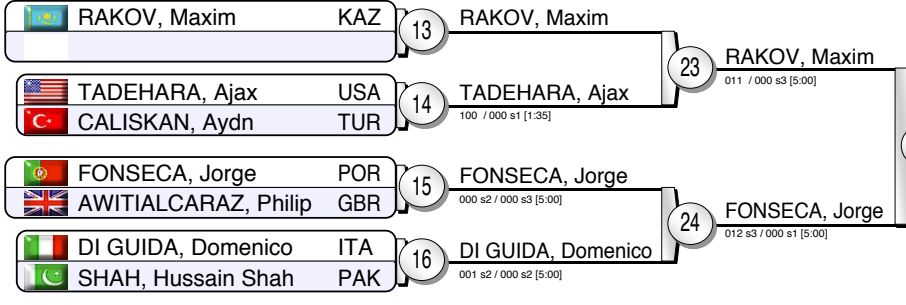 RAKOV, Maxim KAZ
13
RAKOV, Maxim
TADEHARA, Ajax USA
CALISKAN, Aydn TUR
14
TADEHARA, Ajax
100 / 000 s1 [1:35]
23
RAKOV, Maxim
011 / 000 s3 [5:00]
FONSECA, Jorge POR
AWITIALCARAZ, Philip GBR
15
FONSECA, Jorge
000 s2 / 000 s3 [5:00]
DI GUIDA, Domenico ITA
SHAH, Hussain Shah PAK
16
DI GUIDA, Domenico
001 s2 / 000 s2 [5:00]
24
FONSECA, Jorge
012 s3 / 000 s1 [5:00]